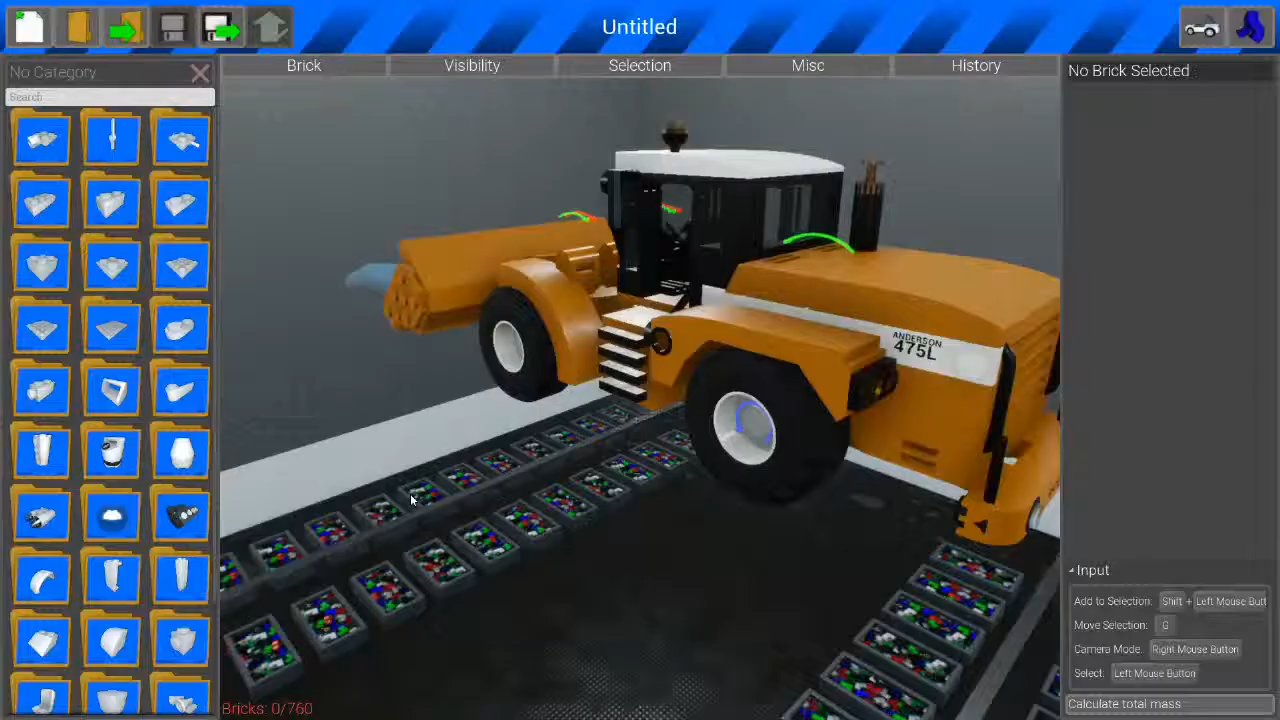 Untitled
No Category
Search
Brick
Visibility
Selection
Misc
History
No Brick Selected
ANDERSON
475L
Input
Add to Selection: Shift + Left Mouse Butt
Move Selection: G
Camera Mode: Right Mouse Button
Select: Left Mouse Button
Calculate total mass
Bricks: 0/760